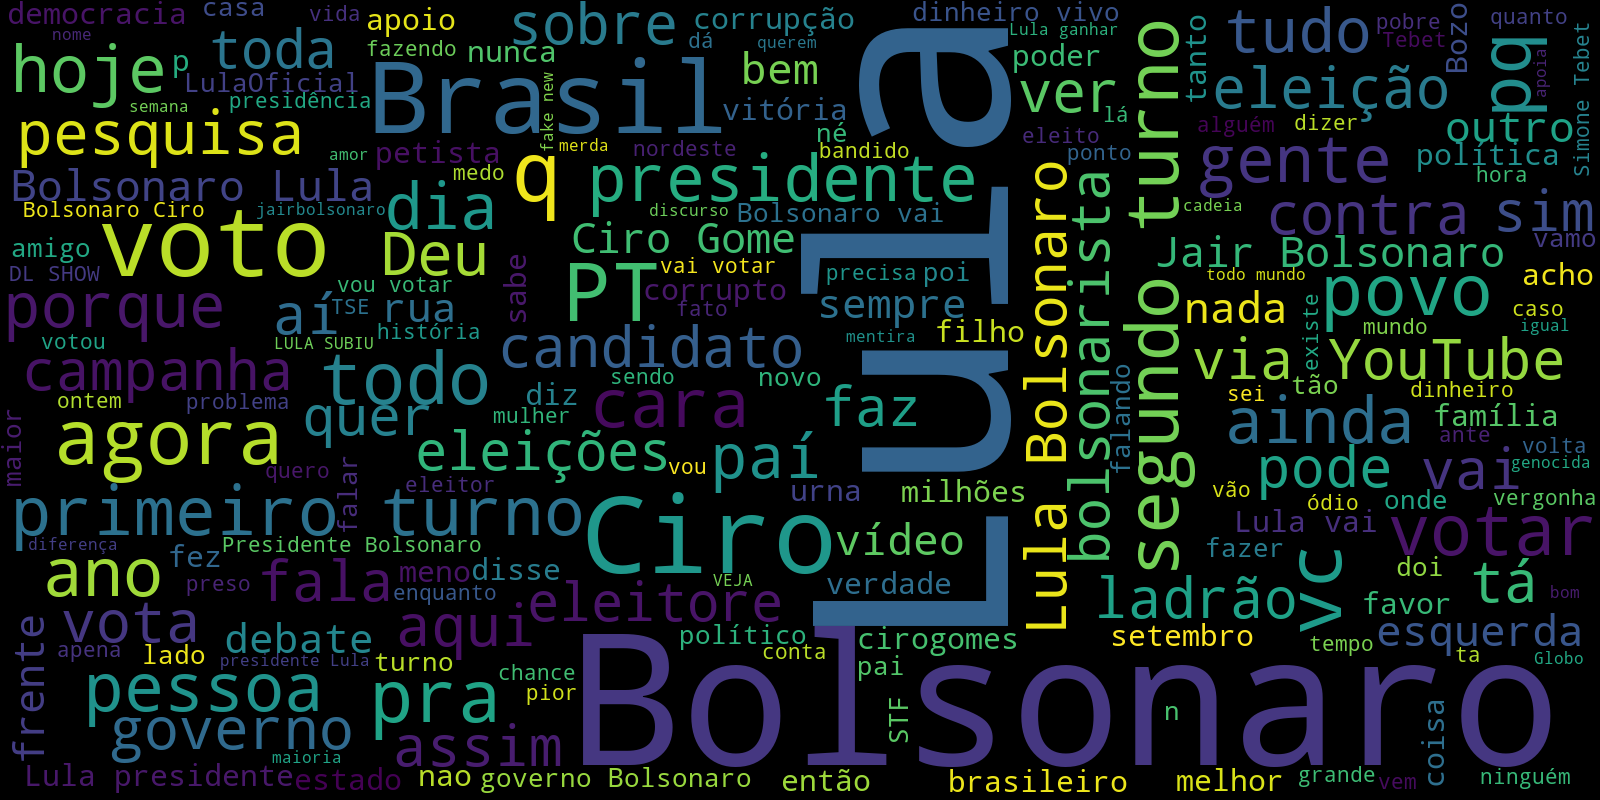 democracia
casa
vida
nome
apoio
fazendo
sobre
corrupção
dá
querem
dinheiro vivo
Lula ganhar
poder
tanto
tudo
pobre
Tebet
Bozo
quanto
apoia
Simone Tebet
hoje
p
toda
LulaOficial
semana
presidência
Brasil
nunca
fake new
merda
bem
vitória
né
bandido
ver
lá
eleito
ponto
turno
eleição
alguém
dizer
pq
outro
política
hora
pesquisa
amor
petista
medo
q
nordeste
presidente
discurso
Bolsonaro vai
Lula
Lula Bolsonaro
bolsonarista
segundo
cadeia
gente
contra
sim
vamo
Bolsonaro Lula
Bolsonaro Ciro
jairbolsonaro
dia
voto
Deu
amigo
DL SHOW
vou votar
TSE
rua
história
aí
porque
votou
LULA SUBIU
sabe
Ciro Gome
PT
vai votar
corrupto
fato
precisa
poi
sempre
mentira
filho
Jair Bolsonaro
todo mundo
nada
existe
povo
acho
caso
igual
mundo
via
YouTube
campanha
ontem
problema
todo
quer
candidato
sendo
novo
diz
mulher
cara
faz
falando
sei
tão
dinheiro
família
ante
volta
genocida
maior
agora
quero
falar
eleitor
eleições
vou
paí
urna
milhões
ainda
pode
vai
vergonha
vão
ódio
onde
Lula vai
votar
primeiro turno
diferença
fez
Presidente Bolsonaro
Ciro
vídeo
verdade
VEJA
fazer
vc
doi
tá
bom
ano
preso
fala
meno
disse
enquanto
eleitore
ladrão
favor
esquerda
frente
vota
apena
lado
debate
presidente Lula
aqui
turno
chance
pior
político
conta
cirogomes
pai
setembro
tempo
ta
Globo
pessoa
governo
maioria
pra
assim
Bolsonaro
STF
n
coisa
Lula presidente
estado
nao
governo Bolsonaro
então
brasileiro
melhor
grande
vem
ninguém